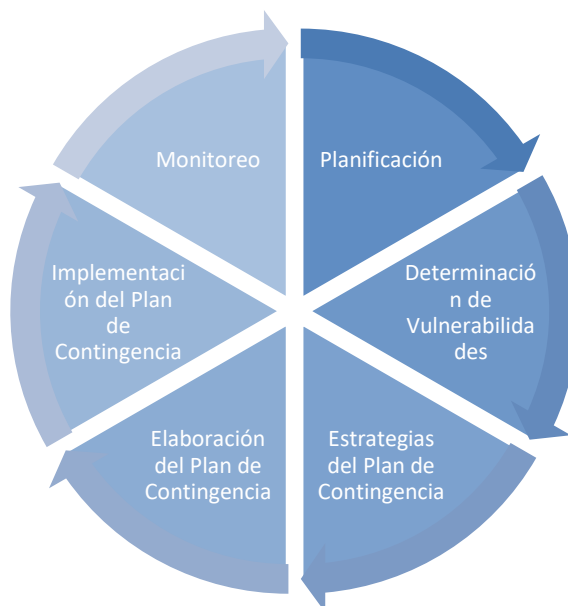 Planificación
Determinació
n de
Vulnerabilida
des
Estrategias
del Plan de
Contingencia
Elaboración
del Plan de
Contingencia
Implementaci
ón del Plan
de
Contingencia
Monitoreo